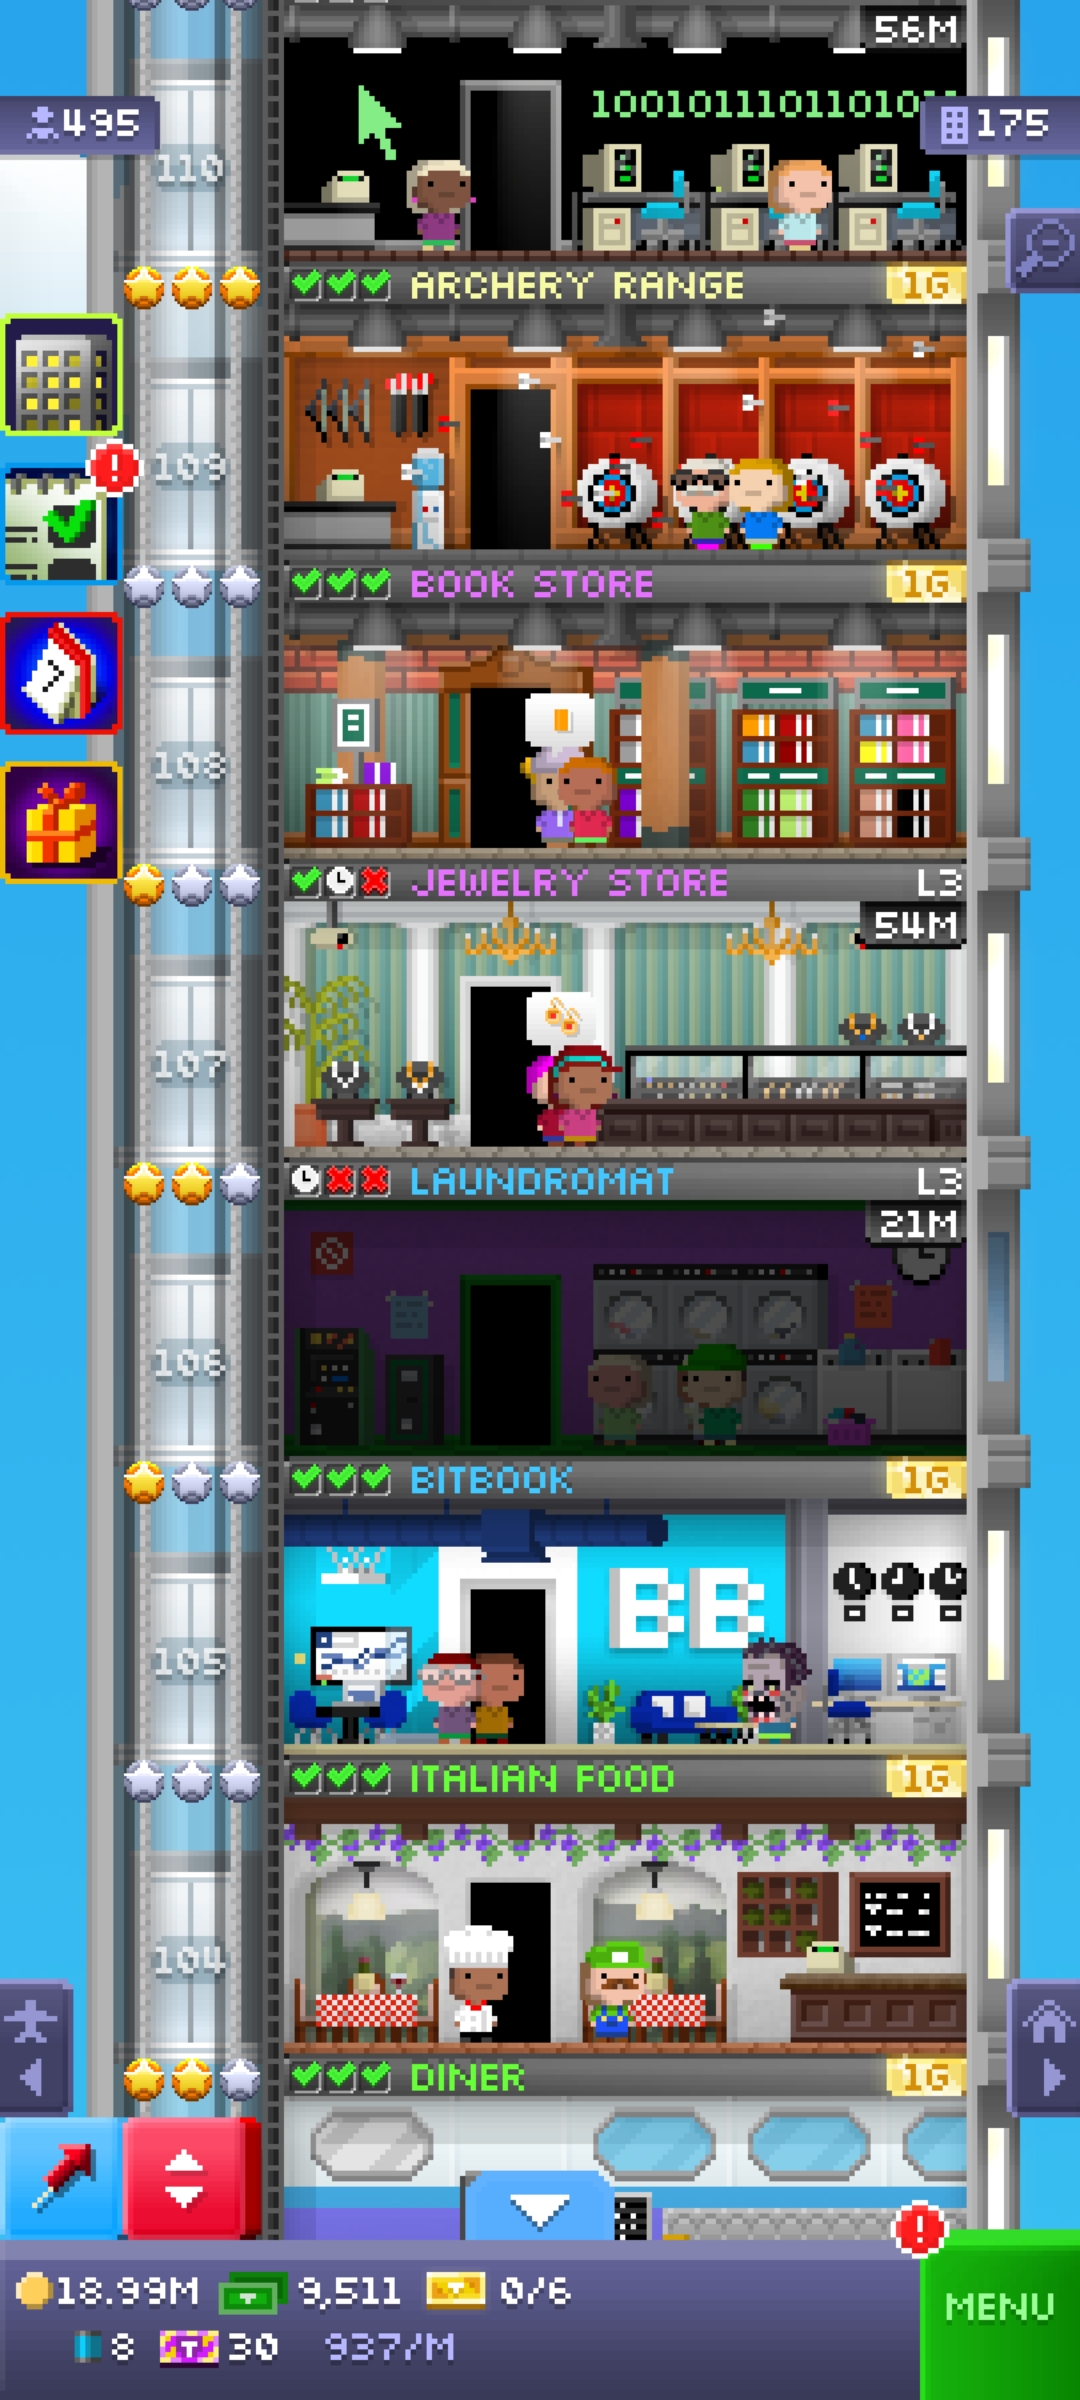 56M
495
10010111011010
175
110
ARCHERY RANGE 1G
109
BOOK STORE 1G
108
JEWELRY STORE L3
54M
107
LAUNDROMAT L3
21M
106
BITBOOK 1G
BB
105
ITALIAN FOOD 1G
104
DINER 1G
18.99M 9,511 0/6
8 30 937/M
MENU